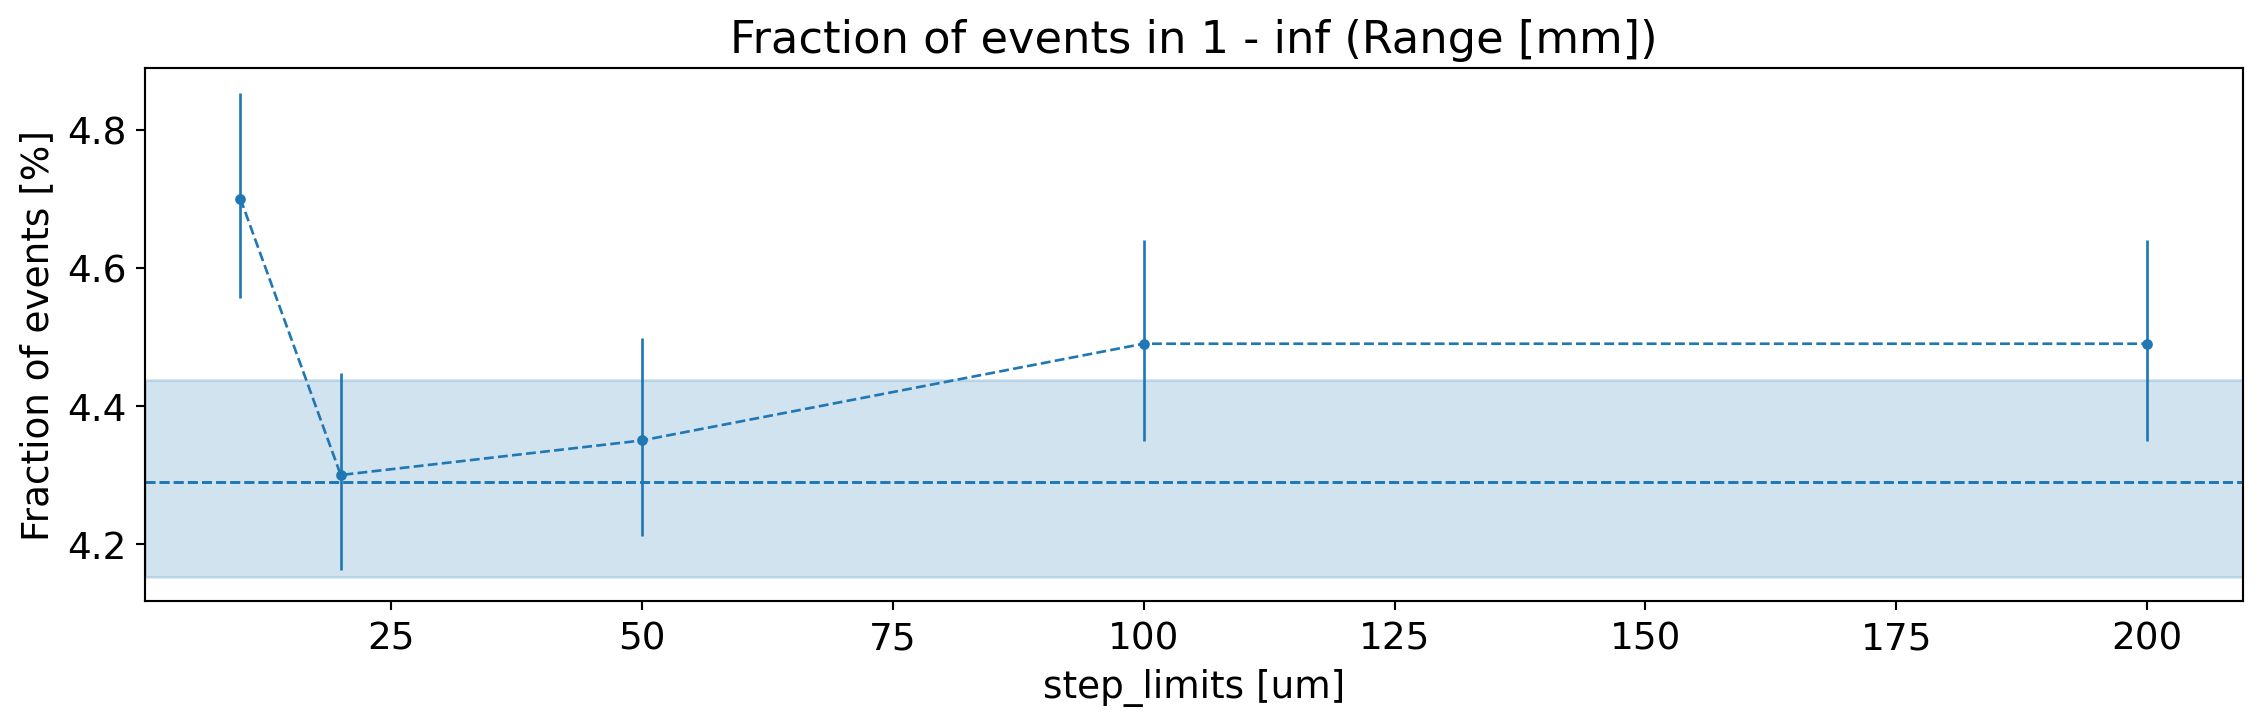 Fraction of events in 1 - inf (Range [mm])
Fraction of events [%]
4.8
4.6
4.4
4.2
25 50 75 100 125 150 175 200
step_limits [um]